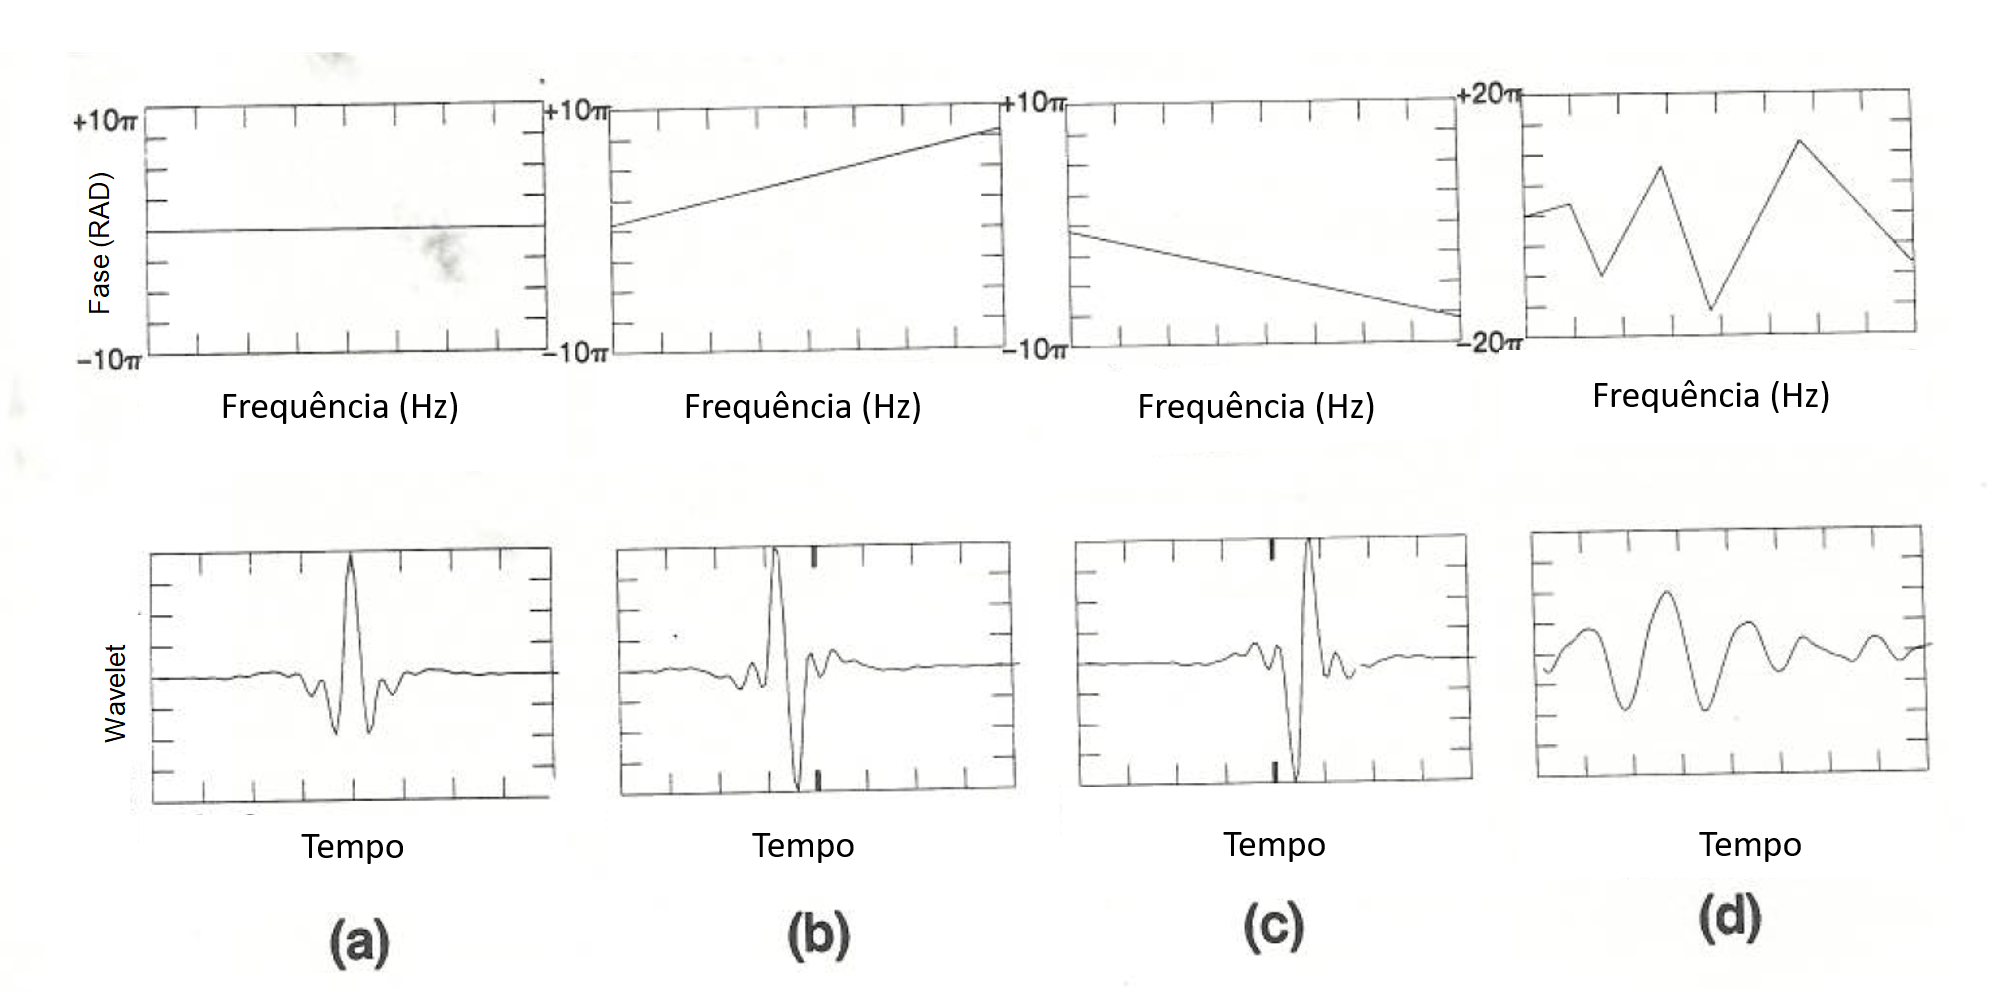 +10π
+10π
+10π
+20π
Fase (RAD)
−10π
−10π
−10π
−20π
Frequência (Hz)
Frequência (Hz)
Frequência (Hz)
Frequência (Hz)
Wavelet
Tempo
Tempo
Tempo
Tempo
(a)
(b)
(c)
(d)